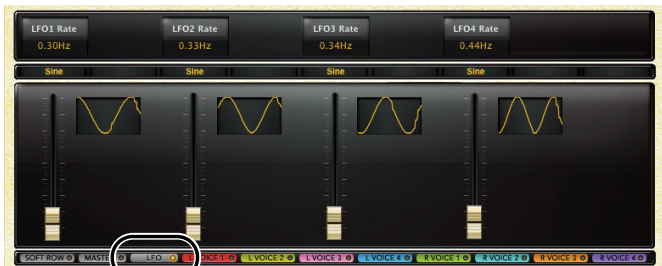 LFO1 Rate LFO2 Rate LFO3 Rate LFO4 Rate
0.30Hz 0.33Hz 0.34Hz 0.44Hz
Sine Sine Sine Sine
SOFT ROW MASTER LFO L VOICE 1 L VOICE 2 L VOICE 3 L VOICE 4 R VOICE 1 R VOICE 2 R VOICE 3 R VOICE 4